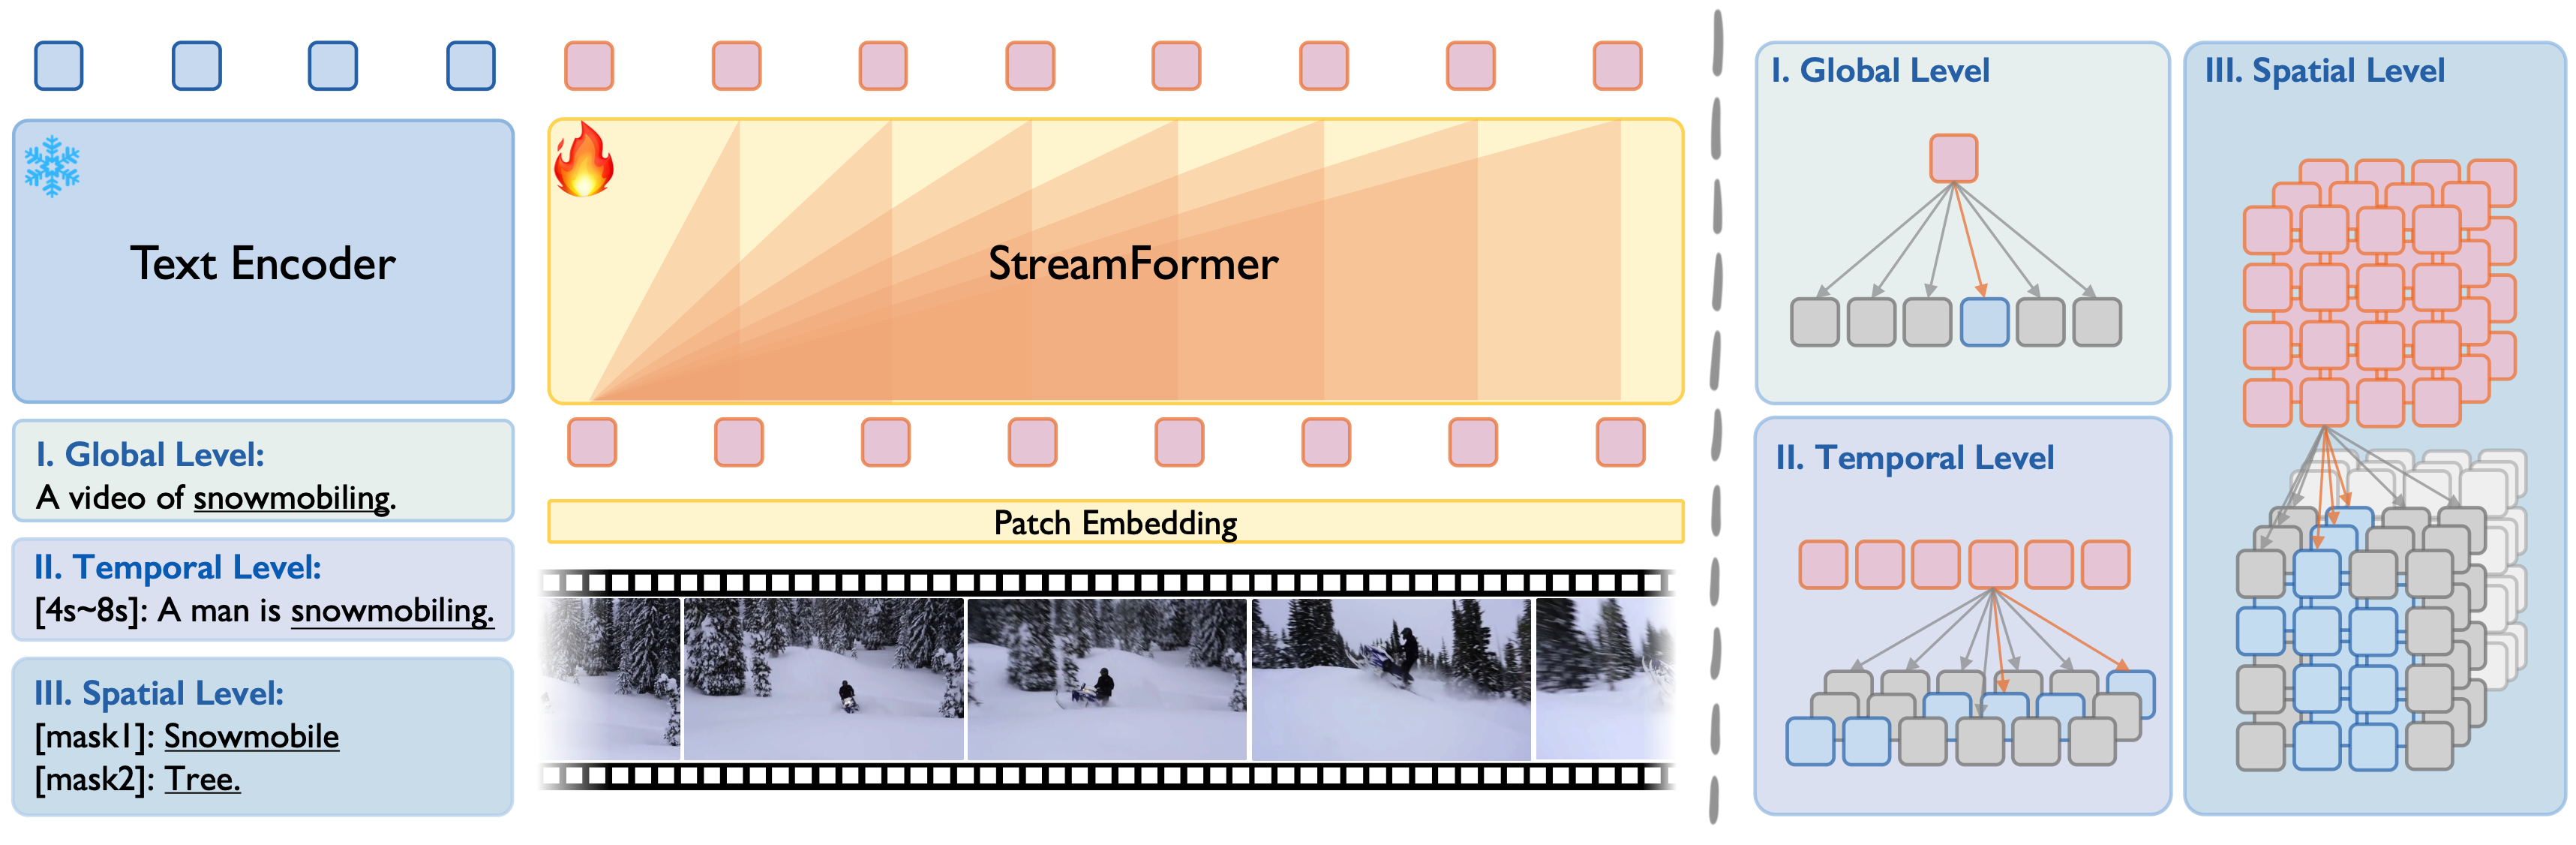 Text Encoder
I. Global Level:
A video of snowmobiling.
II. Temporal Level:
[4s~8s]: A man is snowmobiling.
III. Spatial Level:
[mask1]: Snowmobile
[mask2]: Tree.
StreamFormer
Patch Embedding
I. Global Level
II. Temporal Level
III. Spatial Level